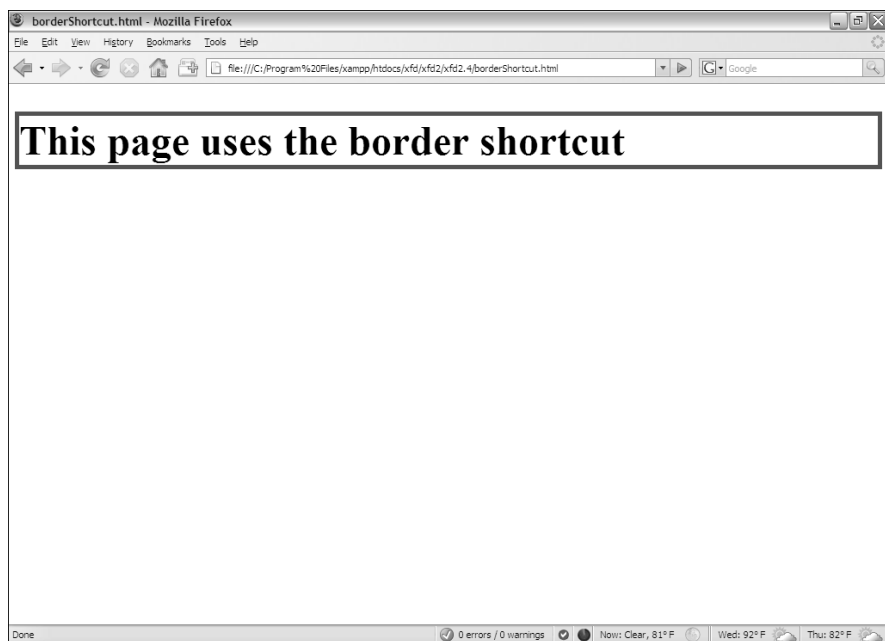 borderShortcut.html - Mozilla Firefox
File Edit View History Bookmarks Tools Help
file:///C:/Program%20Files/xampp/htdocs/xfd/xfd2/xfd2.4/borderShortcut.html G Google
This page uses the border shortcut
Done 0 errors / 0 warnings Now: Clear, 81° F Wed: 92° F Thu: 82° F